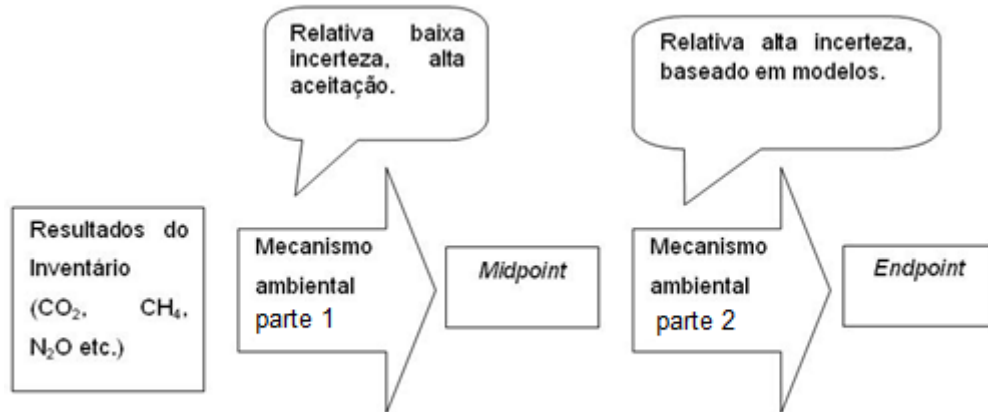 Relativa baixa
incerteza, alta
aceitação.
Relativa alta incerteza,
baseado em modelos.
Resultados do
Inventário
(CO₂, CH₄,
N₂O etc.)
Mecanismo
ambiental
parte 1
Midpoint
Mecanismo
ambiental
parte 2
Endpoint